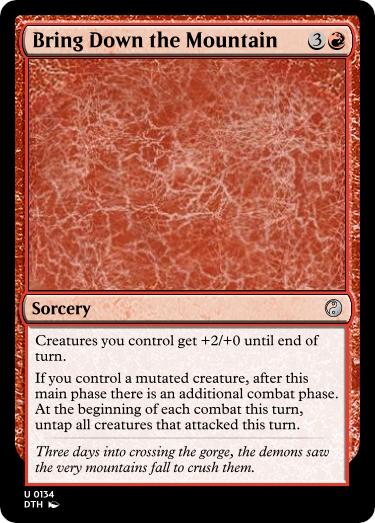 Bring Down the Mountain 3
Sorcery
Creatures you control get +2/+0 until end of
turn.
If you control a mutated creature, after this
main phase there is an additional combat phase.
At the beginning of each combat this turn,
untap all creatures that attacked this turn.
Three days into crossing the gorge, the demons saw
the very mountains fall to crush them.
U 0134
DTH